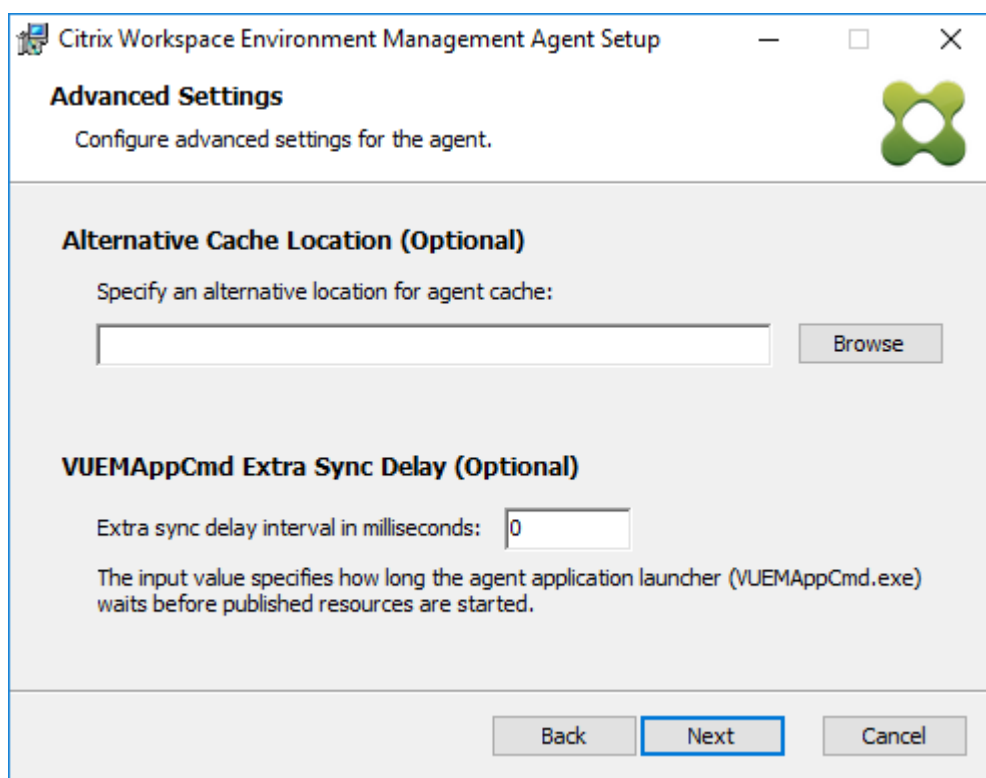 Citrix Workspace Environment Management Agent Setup
Advanced Settings
Configure advanced settings for the agent.
Alternative Cache Location (Optional)
Specify an alternative location for agent cache:
Browse
VUEMAppCmd Extra Sync Delay (Optional)
Extra sync delay interval in milliseconds: 0
The input value specifies how long the agent application launcher (VUEMAppCmd.exe)
waits before published resources are started.
Back Next Cancel